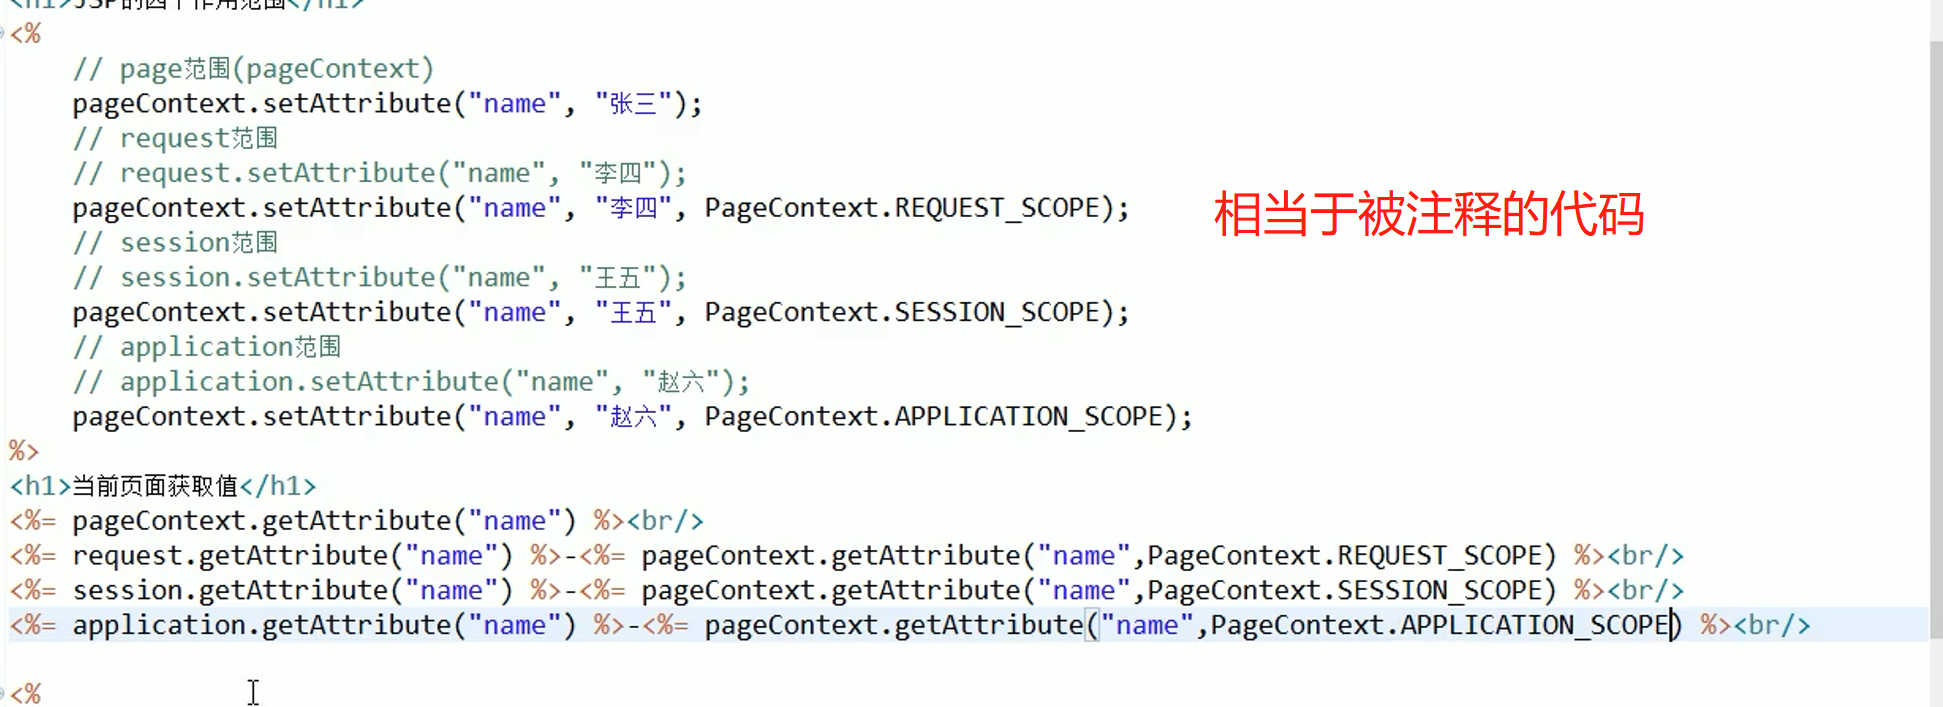 <h1>JSP的四个作用范围</h1>
<%
// page范围(pageContext)
pageContext.setAttribute("name", "张三");
// request范围
// request.setAttribute("name", "李四");
pageContext.setAttribute("name", "李四", PageContext.REQUEST_SCOPE);
相当于被注释的代码
// session范围
// session.setAttribute("name", "王五");
pageContext.setAttribute("name", "王五", PageContext.SESSION_SCOPE);
// application范围
// application.setAttribute("name", "赵六");
pageContext.setAttribute("name", "赵六", PageContext.APPLICATION_SCOPE);
%>
<h1>当前页面获取值</h1>
<%= pageContext.getAttribute("name") %><br/>
<%= request.getAttribute("name") %>-<%= pageContext.getAttribute("name",PageContext.REQUEST_SCOPE) %><br/>
<%= session.getAttribute("name") %>-<%= pageContext.getAttribute("name",PageContext.SESSION_SCOPE) %><br/>
<%= application.getAttribute("name") %>-<%= pageContext.getAttribute("name",PageContext.APPLICATION_SCOPE) %><br/>
<%